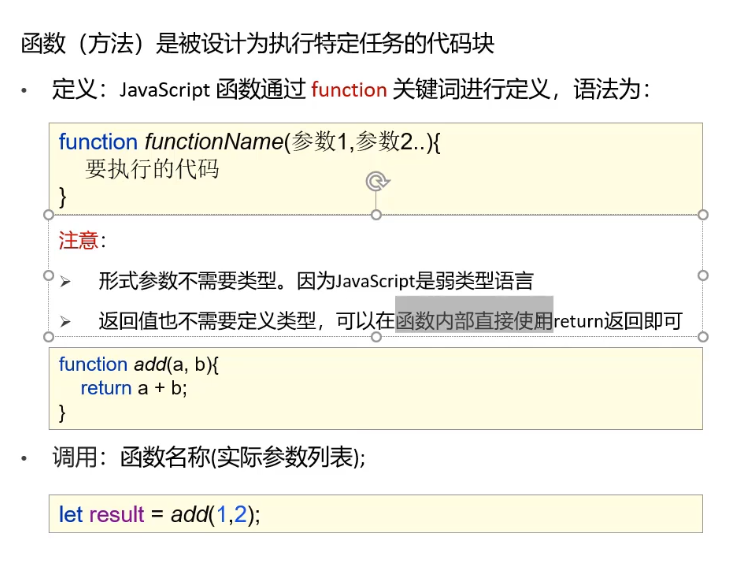 函数（方法）是被设计为执行特定任务的代码块
• 定义：JavaScript 函数通过 function 关键词进行定义，语法为：
function functionName(参数1,参数2..){
要执行的代码
}
注意：
➢ 形式参数不需要类型。因为JavaScript是弱类型语言
➢ 返回值也不需要定义类型，可以在函数内部直接使用return返回即可
function add(a, b){
return a + b;
}
• 调用：函数名称(实际参数列表);
let result = add(1,2);